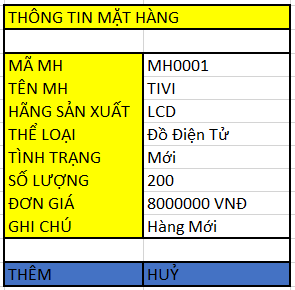 THÔNG TIN MẶT HÀNG
MÃ MH MH0001
TÊN MH TIVI
HÃNG SẢN XUẤT LCD
THỂ LOẠI Đồ Điện Tử
TÌNH TRẠNG Mới
SỐ LƯỢNG 200
ĐƠN GIÁ 8000000 VNĐ
GHI CHÚ Hàng Mới
THÊM HUỶ